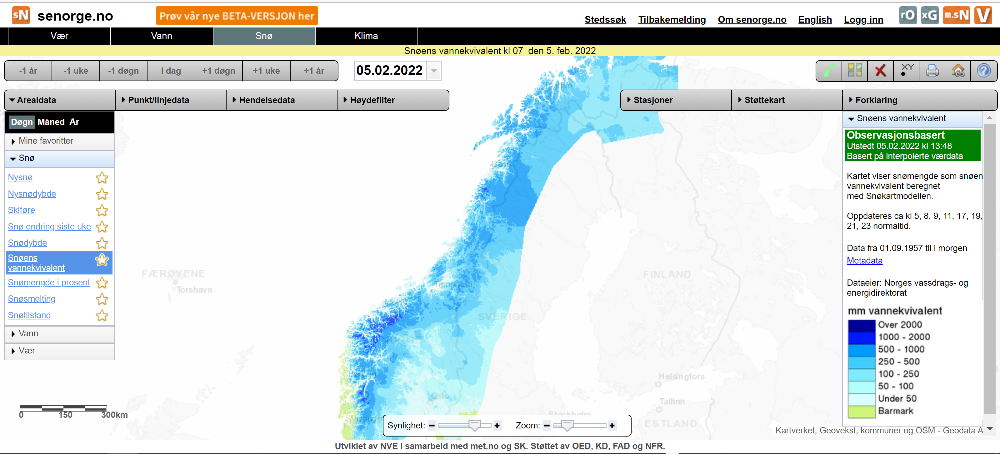 sN senorge.no
Prøv vår nye BETA-VERSJON her
Stedssøk Tilbakemelding Om senorge.no English Logg inn
rO xG m.sN V
Vær Vann Snø Klima
Snøens vannekvivalent kl 07 den 5. feb. 2022
-1 år -1 uke -1 døgn I dag +1 døgn +1 uke +1 år
05.02.2022
XY
Arealdata Punkt/linjedata Hendelsedata Høydefilter
Stasjoner Støttekart Forklaring
Døgn Måned År
Mine favoritter
Snø
Nysnø
Nysnødybde
Skiføre
Snø endring siste uke
Snødybde
Snøens
vannekvivalent
Snømengde i prosent
Snøsmelting
Snøtilstand
Vann
Vær
FÆRØYENE
Torshavn
FINLAND
SVERIGE
Helsingfors
Tallinn
Oslo
Stockholm
ESTLAND
0 150 300km
Snøens vannekvivalent
Observasjonsbasert
Utstedt 05.02.2022 kl 13:48
Basert på interpolerte værdata
Kartet viser snømengde som snøen
vannekvivalent beregnet
med Snøkartmodellen.
Oppdateres ca kl 5, 8, 9, 11, 17, 19,
21, 23 normaltid.
Data fra 01.09.1957 til i morgen
Metadata
Dataeier: Norges vassdrags- og
energidirektorat
mm vannekvivalent
Over 2000
1000 - 2000
500 - 1000
250 - 500
100 - 250
50 - 100
Under 50
Barmark
Synlighet: Zoom:
Kartverket, Geovekst, kommuner og OSM - Geodata A
Utviklet av NVE i samarbeid med met.no og SK. Støttet av OED, KD, FAD og NFR.